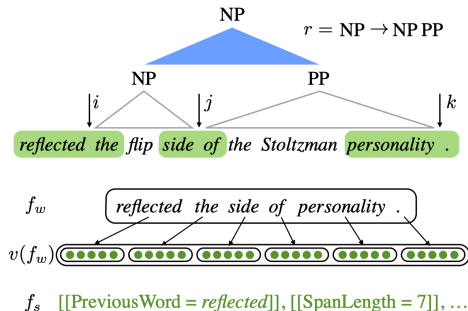 NP
r = NP → NP PP
NP PP
i j k
reflected the flip side of the Stoltzman personality .
f_w reflected the side of personality .
v(f_w)
f_s [[PreviousWord = reflected]], [[SpanLength = 7]], …